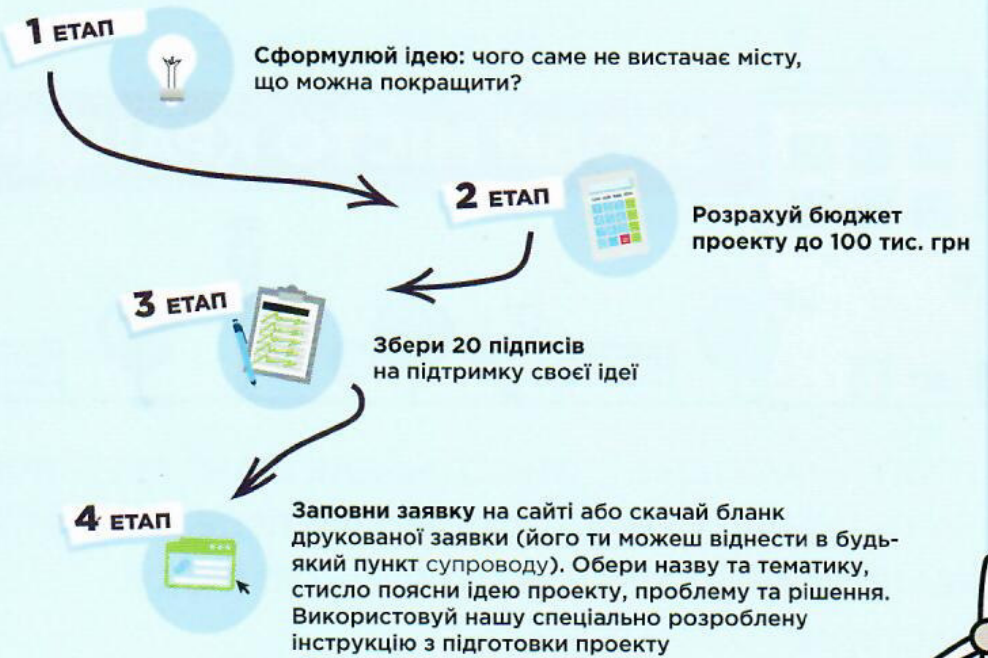 1 ЕТАП
Сформулюй ідею: чого саме не вистачає місту,
що можна покращити?
2 ЕТАП
Розрахуй бюджет
проекту до 100 тис. грн
3 ЕТАП
Збери 20 підписів
на підтримку своєї ідеї
4 ЕТАП
Заповни заявку на сайті або скачай бланк
друкованої заявки (його ти можеш віднести в будь-
який пункт супроводу). Обери назву та тематику,
стисло поясни ідею проекту, проблему та рішення.
Використовуй нашу спеціально розроблену
інструкцію з підготовки проекту